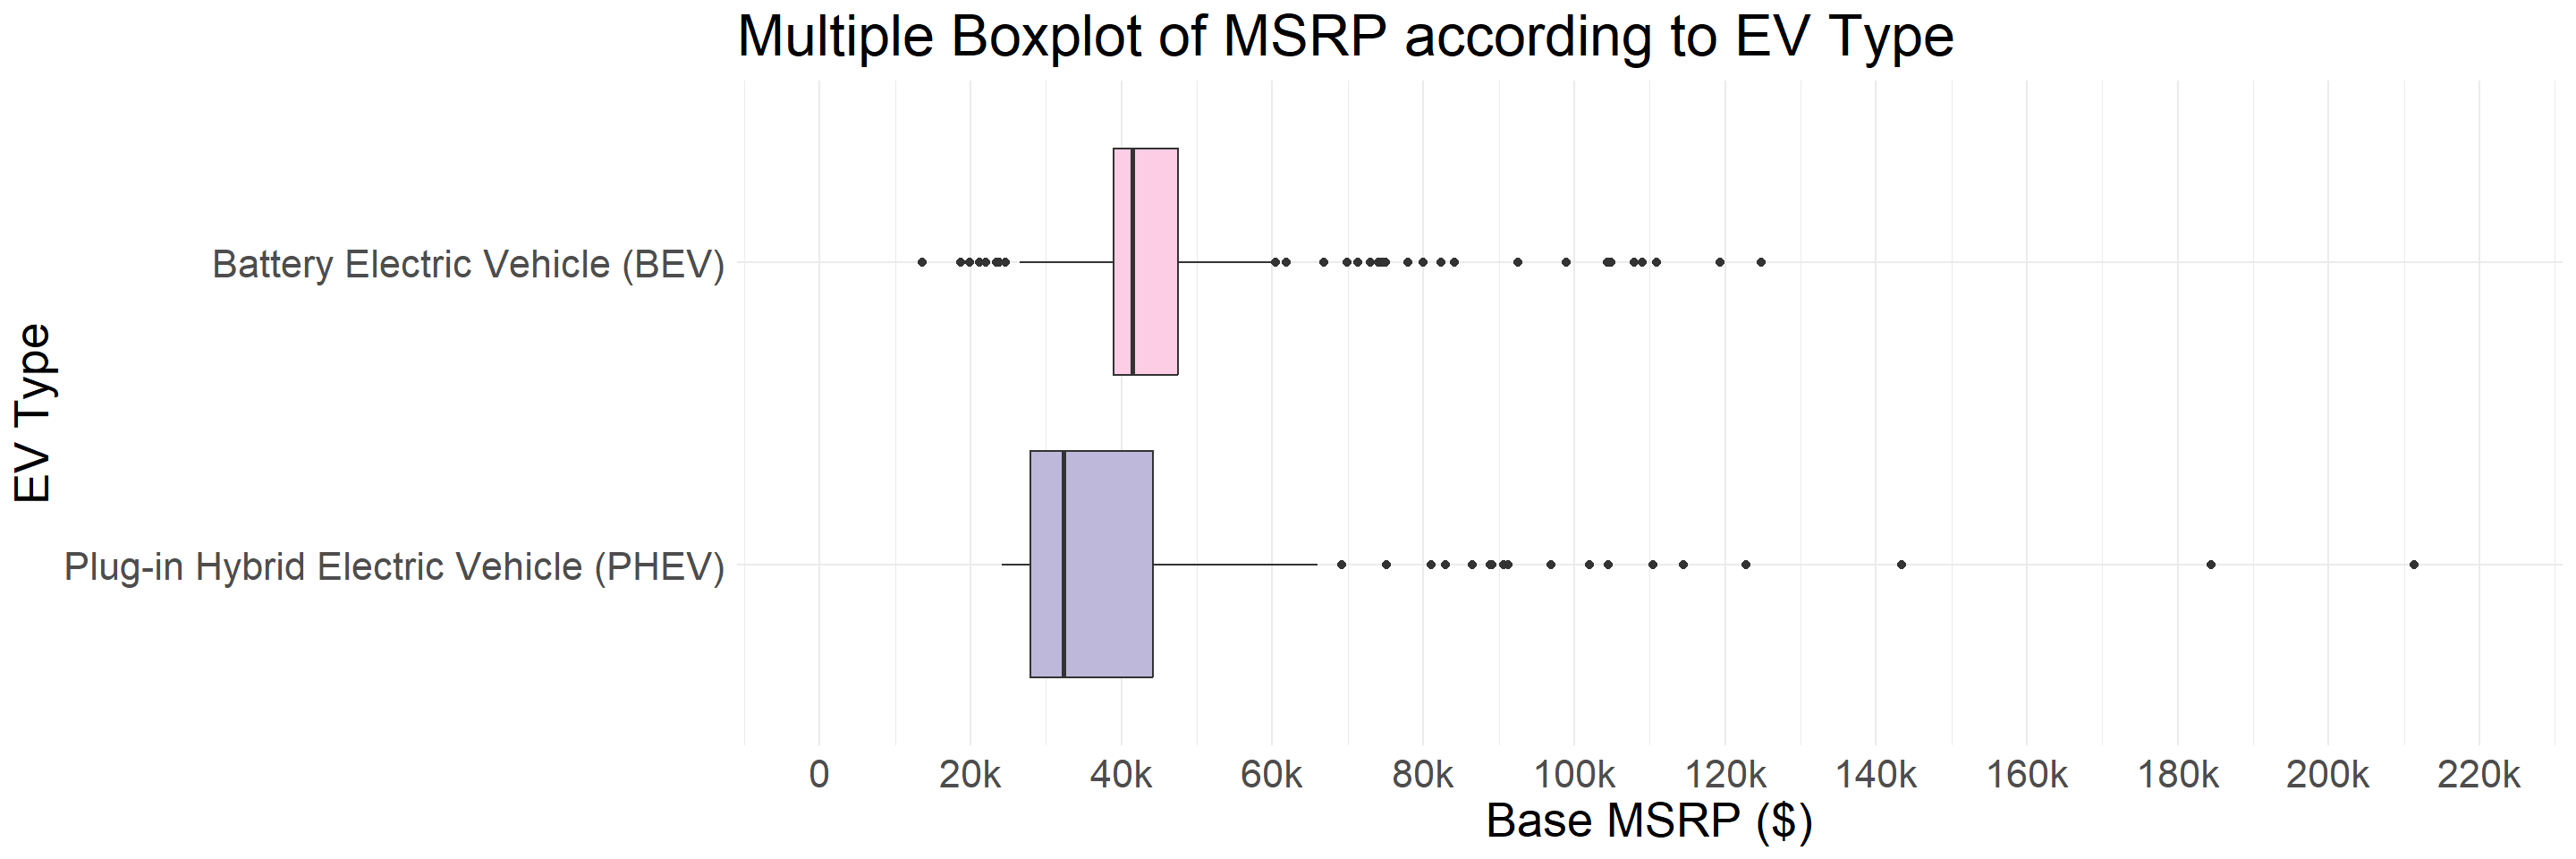 Multiple Boxplot of MSRP according to EV Type
EV Type
Battery Electric Vehicle (BEV)
Plug-in Hybrid Electric Vehicle (PHEV)
0 20k 40k 60k 80k 100k 120k 140k 160k 180k 200k 220k
Base MSRP ($)